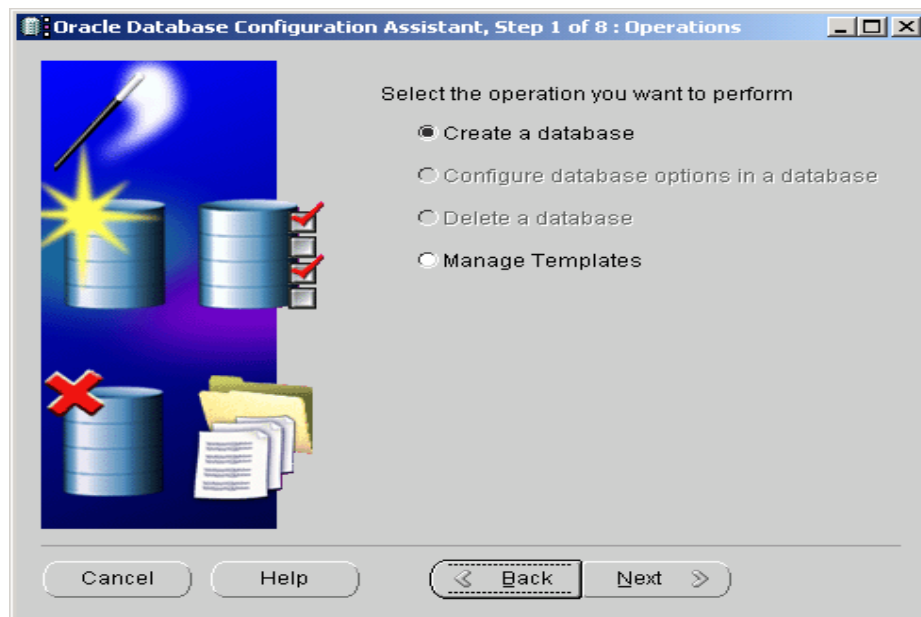 Oracle Database Configuration Assistant, Step 1 of 8 : Operations
Select the operation you want to perform
Create a database
Configure database options in a database
Delete a database
Manage Templates
Cancel
Help
Back
Next